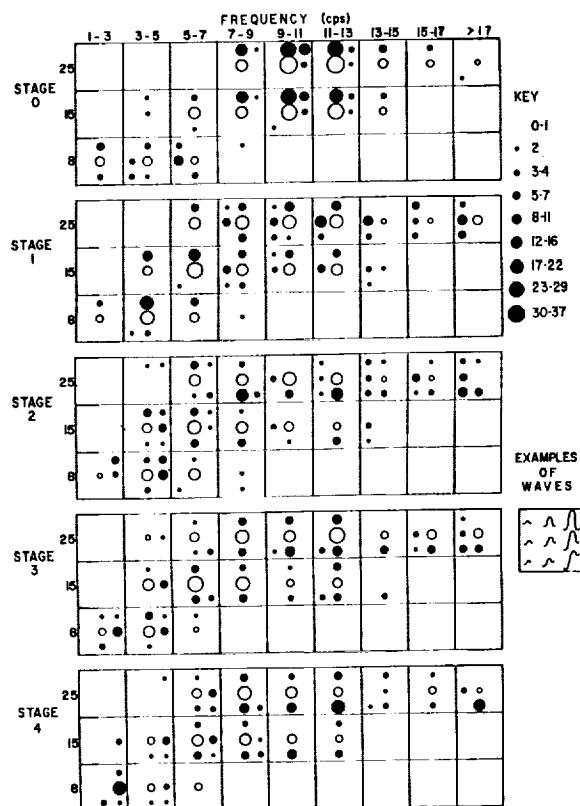 FREQUENCY (cps)
1-3 3-5 5-7 7-9 9-11 11-13 13-15 15-17 >17
STAGE
0
25
15
8
STAGE
1
25
15
8
STAGE
2
25
15
8
STAGE
3
25
15
8
STAGE
4
25
15
8
KEY
0-1
2
3-4
5-7
8-11
12-16
17-22
23-29
30-37
EXAMPLES
OF
WAVES